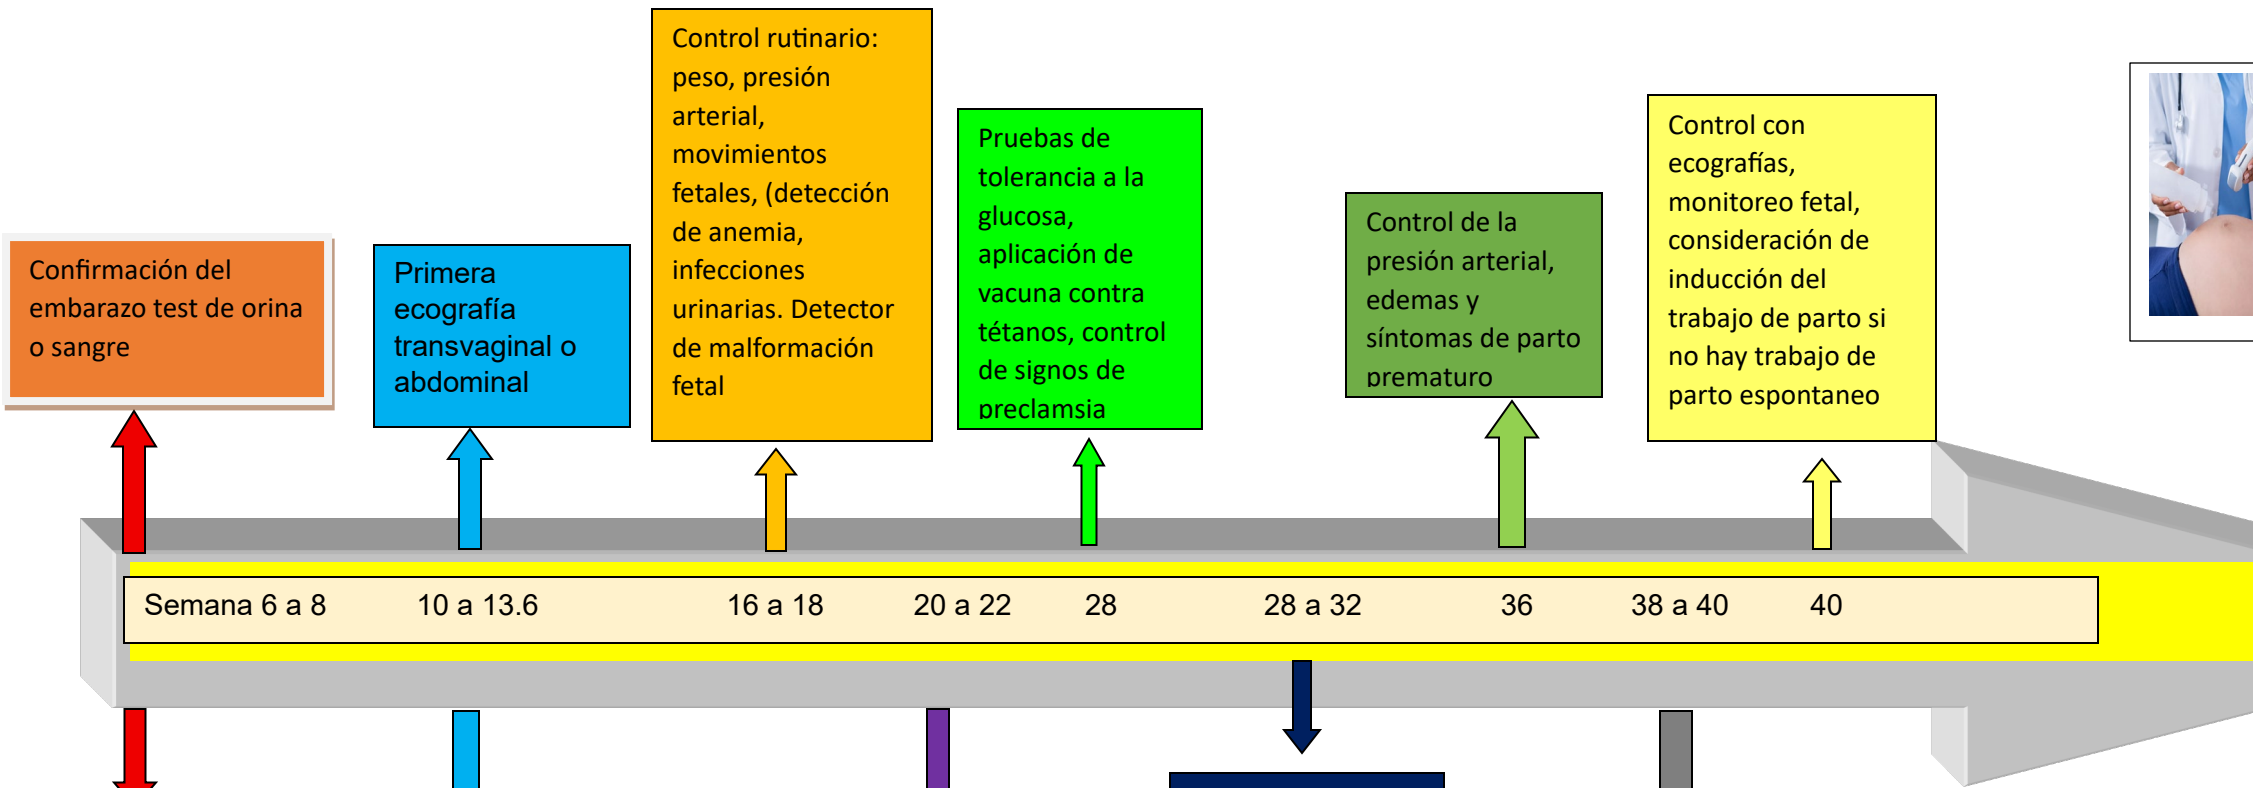 Confirmación del
embarazo test de orina
o sangre
Primera
ecografía
transvaginal o
abdominal
Control rutinario:
peso, presión
arterial,
movimientos
fetales, (detección
de anemia,
infecciones
urinarias. Detector
de malformación
fetal
Pruebas de
tolerancia a la
glucosa,
aplicación de
vacuna contra
tétanos, control
de signos de
preclamsia
Control de la
presión arterial,
edemas y
síntomas de parto
prematuro
Control con
ecografías,
monitoreo fetal,
consideración de
inducción del
trabajo de parto si
no hay trabajo de
parto espontaneo
Semana 6 a 8 10 a 13.6 16 a 18 20 a 22 28 28 a 32 36 38 a 40 40